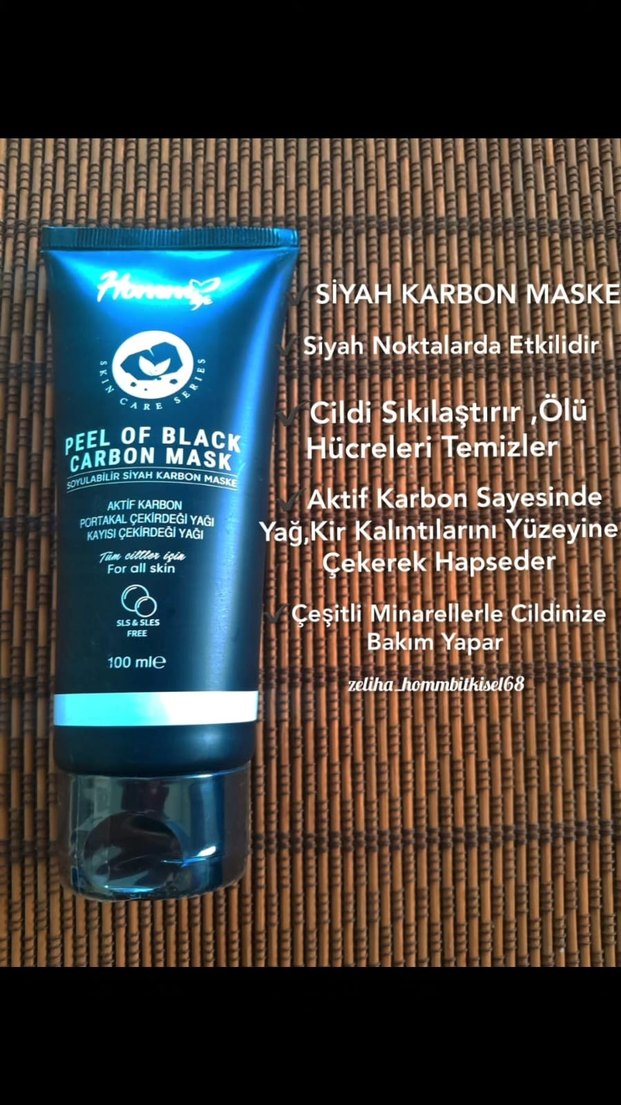 Hommlife
SKIN CARE SERIES
PEEL OF BLACK
CARBON MASK
SOYULABİLİR SİYAH KARBON MASKE
AKTİF KARBON
PORTAKAL ÇEKİRDEĞİ YAĞI
KAYISI ÇEKİRDEĞİ YAĞI
Tüm ciltler için
For all skin
SLS & SLES
FREE
100 ml℮
SİYAH KARBON MASKE
Siyah Noktalarda Etkilidir
Cildi Sıkılaştırır ,Ölü
Hücreleri Temizler
Aktif Karbon Sayesinde
Yağ,Kir Kalıntılarını Yüzeyine
Çekerek Hapseder
Çeşitli Minarellerle Cildinize
Bakım Yapar
zeliha_hommbitkisel68